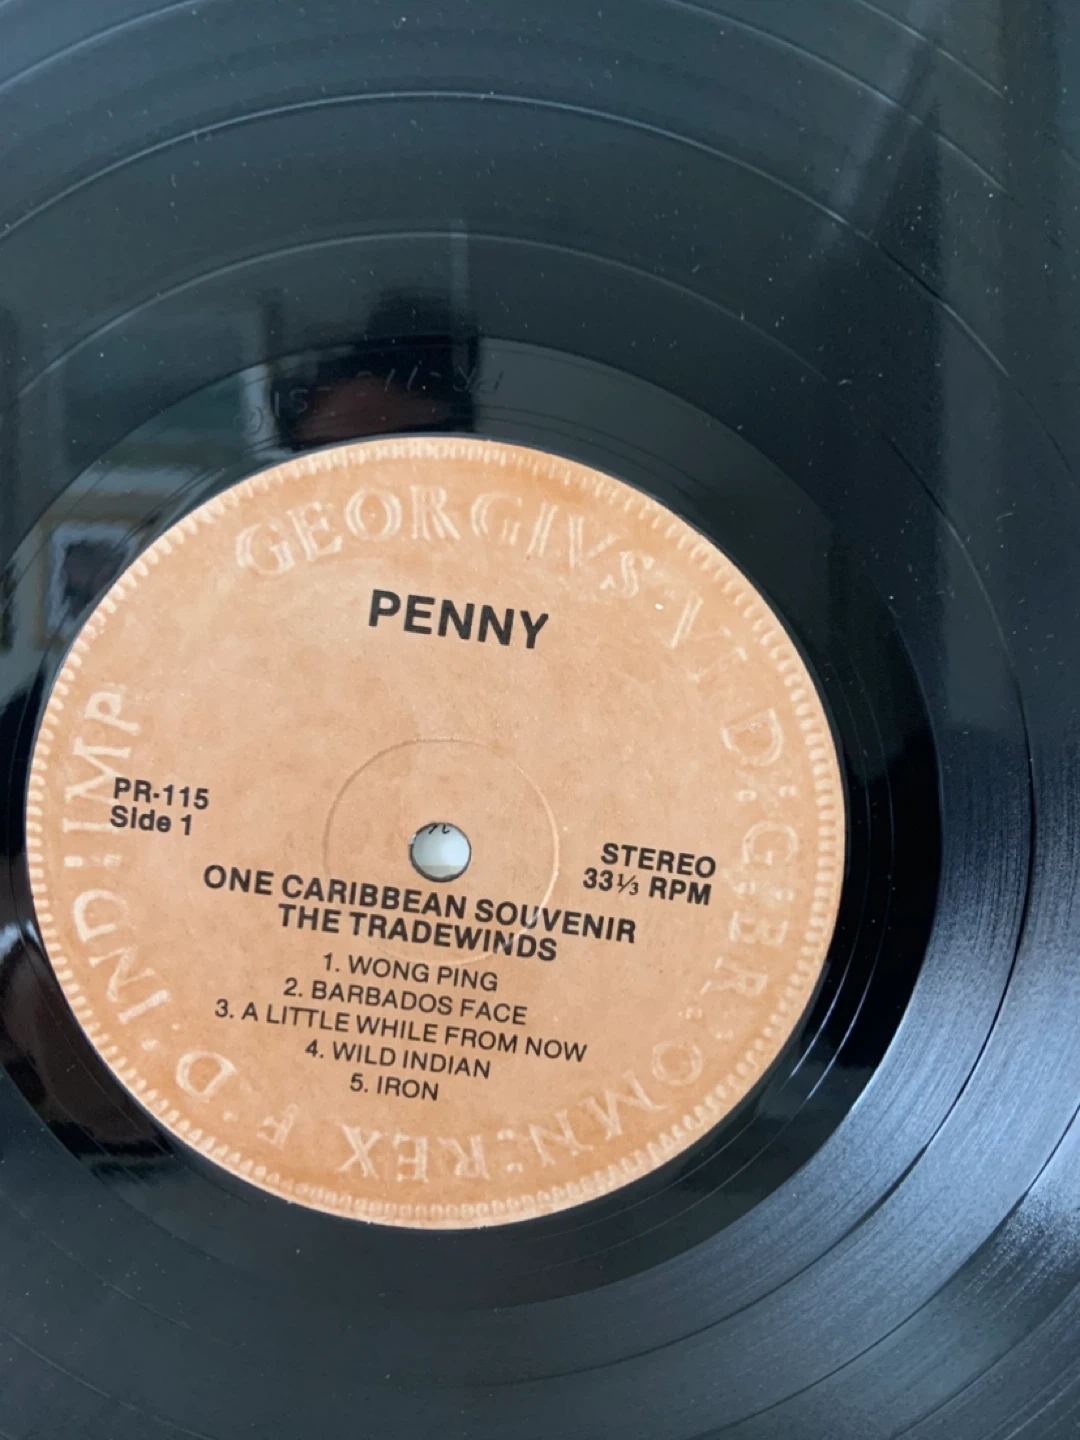 GEORGIVS VI D:G:BR:OMN:REX F.D.IND:IMP
PENNY
PR-115
Side 1
STEREO
33⅓ RPM
ONE CARIBBEAN SOUVENIR
THE TRADEWINDS
1. WONG PING
2. BARBADOS FACE
3. A LITTLE WHILE FROM NOW
4. WILD INDIAN
5. IRON